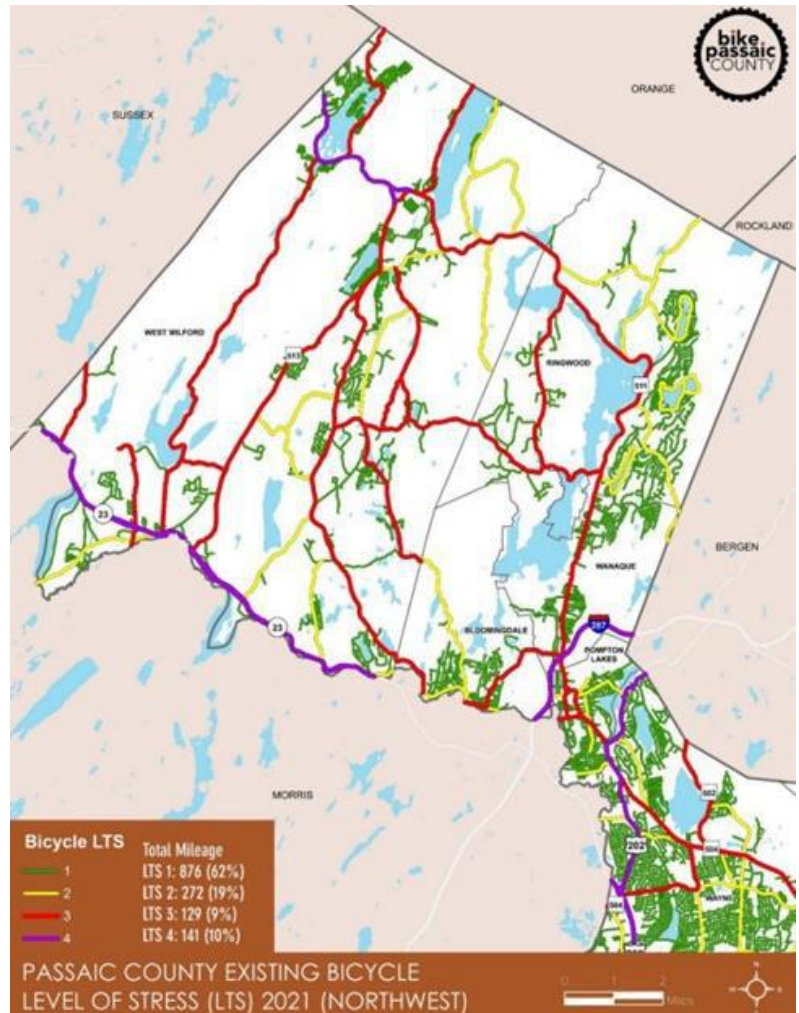 bike
passaic
COUNTY
ORANGE
SUSSEX
ROCKLAND
WEST MILFORD
513
RINGWOOD
511
23
BERGEN
WANAQUE
23
287
BLOOMINGDALE
POMPTON
LAKES
MORRIS
502
202
504
WAYNE
504
Bicycle LTS
Total Mileage
1
LTS 1: 876 (62%)
2
LTS 2: 272 (19%)
3
LTS 3: 129 (9%)
4
LTS 4: 141 (10%)
PASSAIC COUNTY EXISTING BICYCLE
LEVEL OF STRESS (LTS) 2021 (NORTHWEST)
0 1 2
Miles
N
W E
S